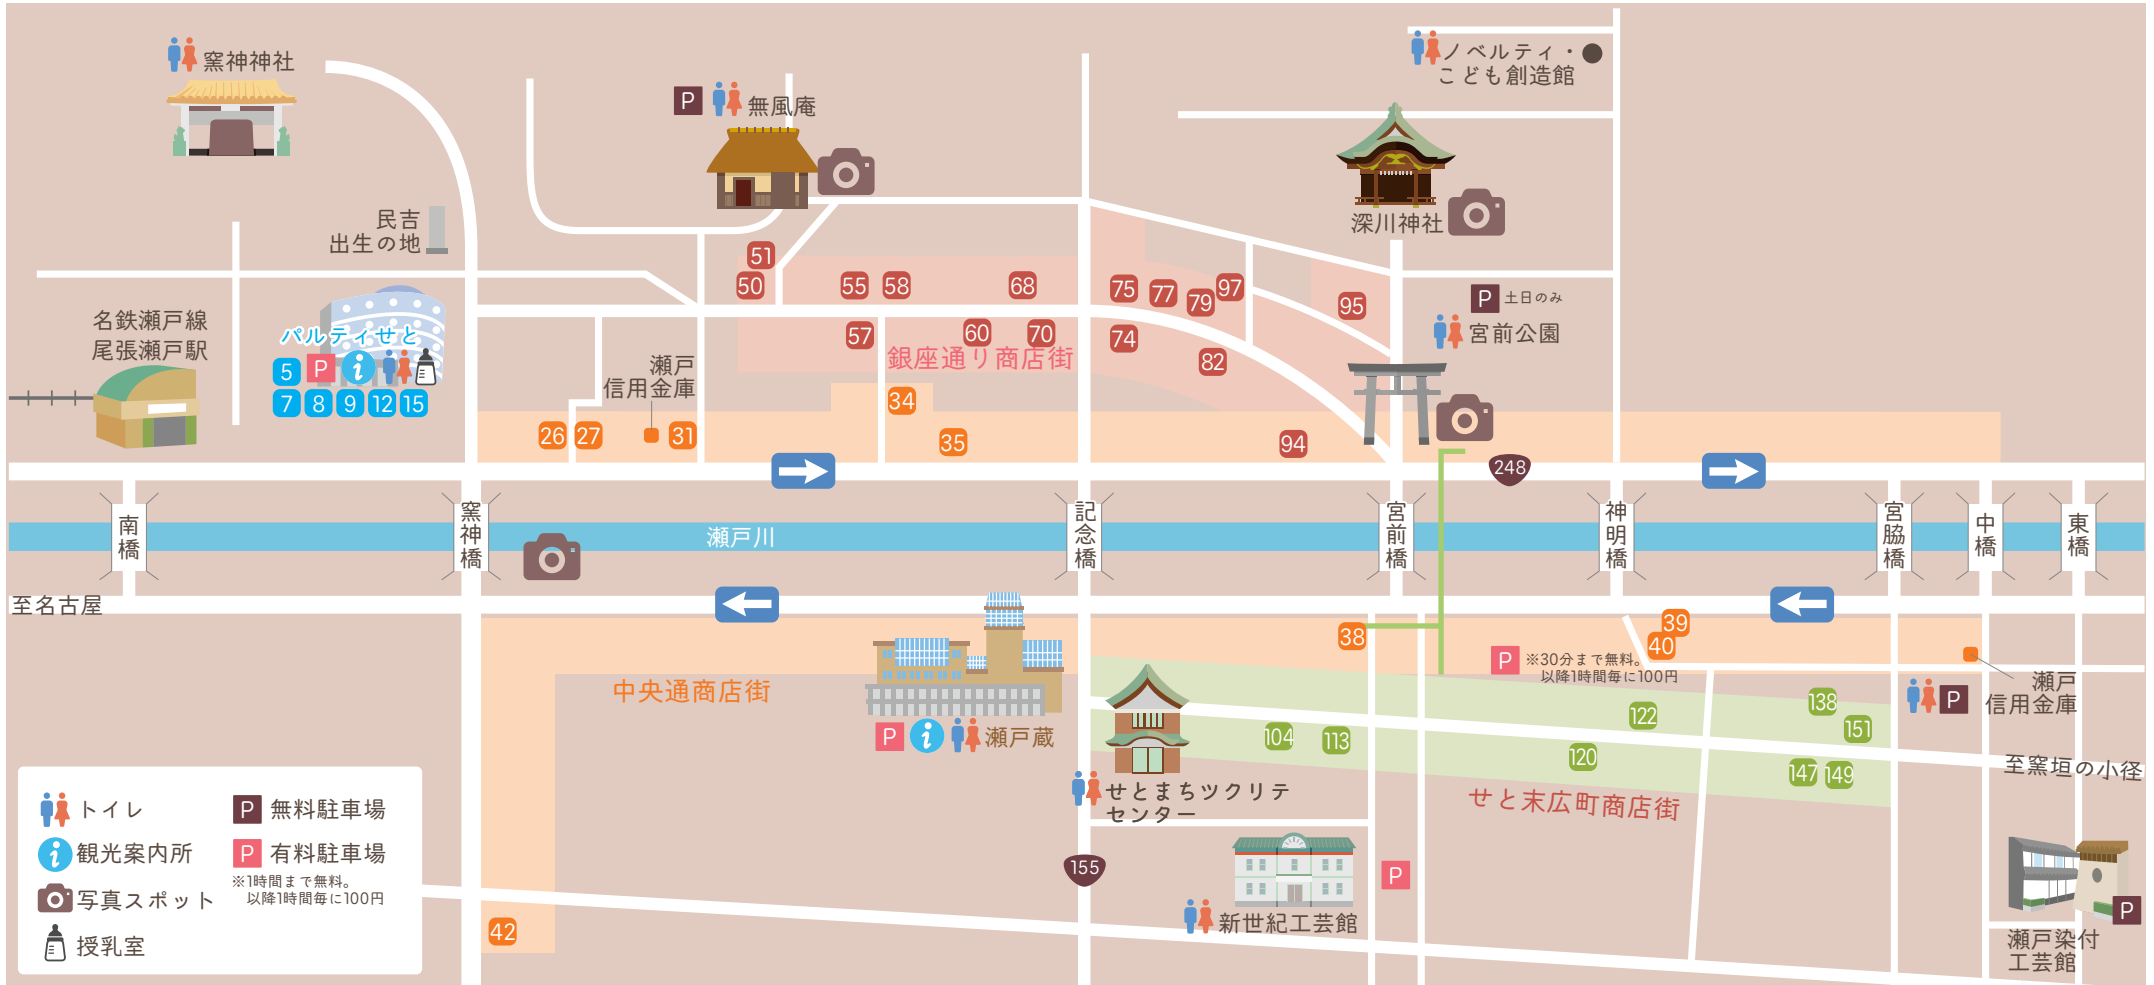 窯神神社
P
無風庵
ノベルティ・
こども創造館
深川神社
民吉
出生の地
名鉄瀬戸線
尾張瀬戸駅
パルティせと
5
P
i
7
8
9
12
15
51
50
55
58
68
57
60
70
銀座通り商店街
75
77
79
97
95
74
82
94
P
土日のみ
宮前公園
瀬戸
信用金庫
26
27
31
34
35
248
南橋
窯神橋
瀬戸川
記念橋
宮前橋
神明橋
宮脇橋
中橋
東橋
至名古屋
中央通商店街
P
i
瀬戸蔵
38
39
40
P
※30分まで無料。
以降1時間毎に100円
瀬戸
信用金庫
P
104
113
122
120
138
151
147
149
至窯垣の小径
せと末広町商店街
せとまちツクリテ
センター
155
新世紀工芸館
P
P
瀬戸染付
工芸館
42
トイレ
i
観光案内所
写真スポット
授乳室
P
無料駐車場
P
有料駐車場
※1時間まで無料。
以降1時間毎に100円